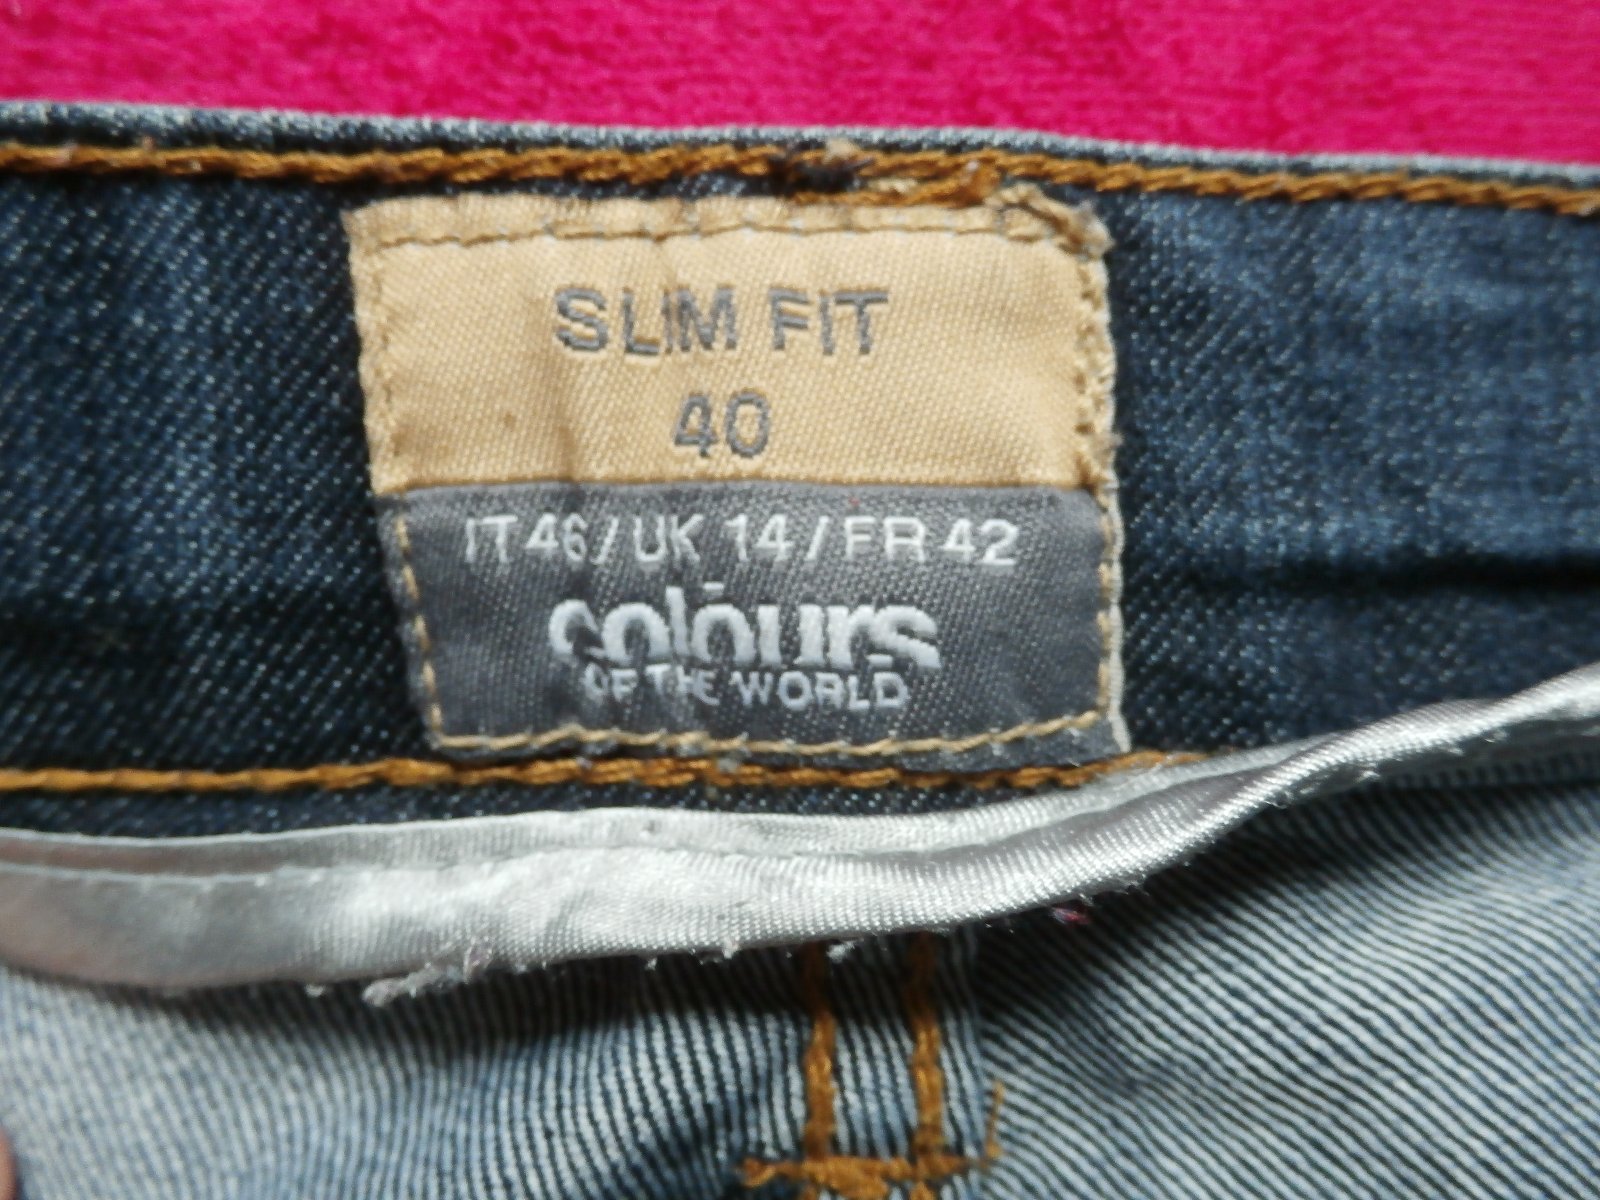 SLIM FIT
40
IT 46 / UK 14 / FR 42
colours
OF THE WORLD